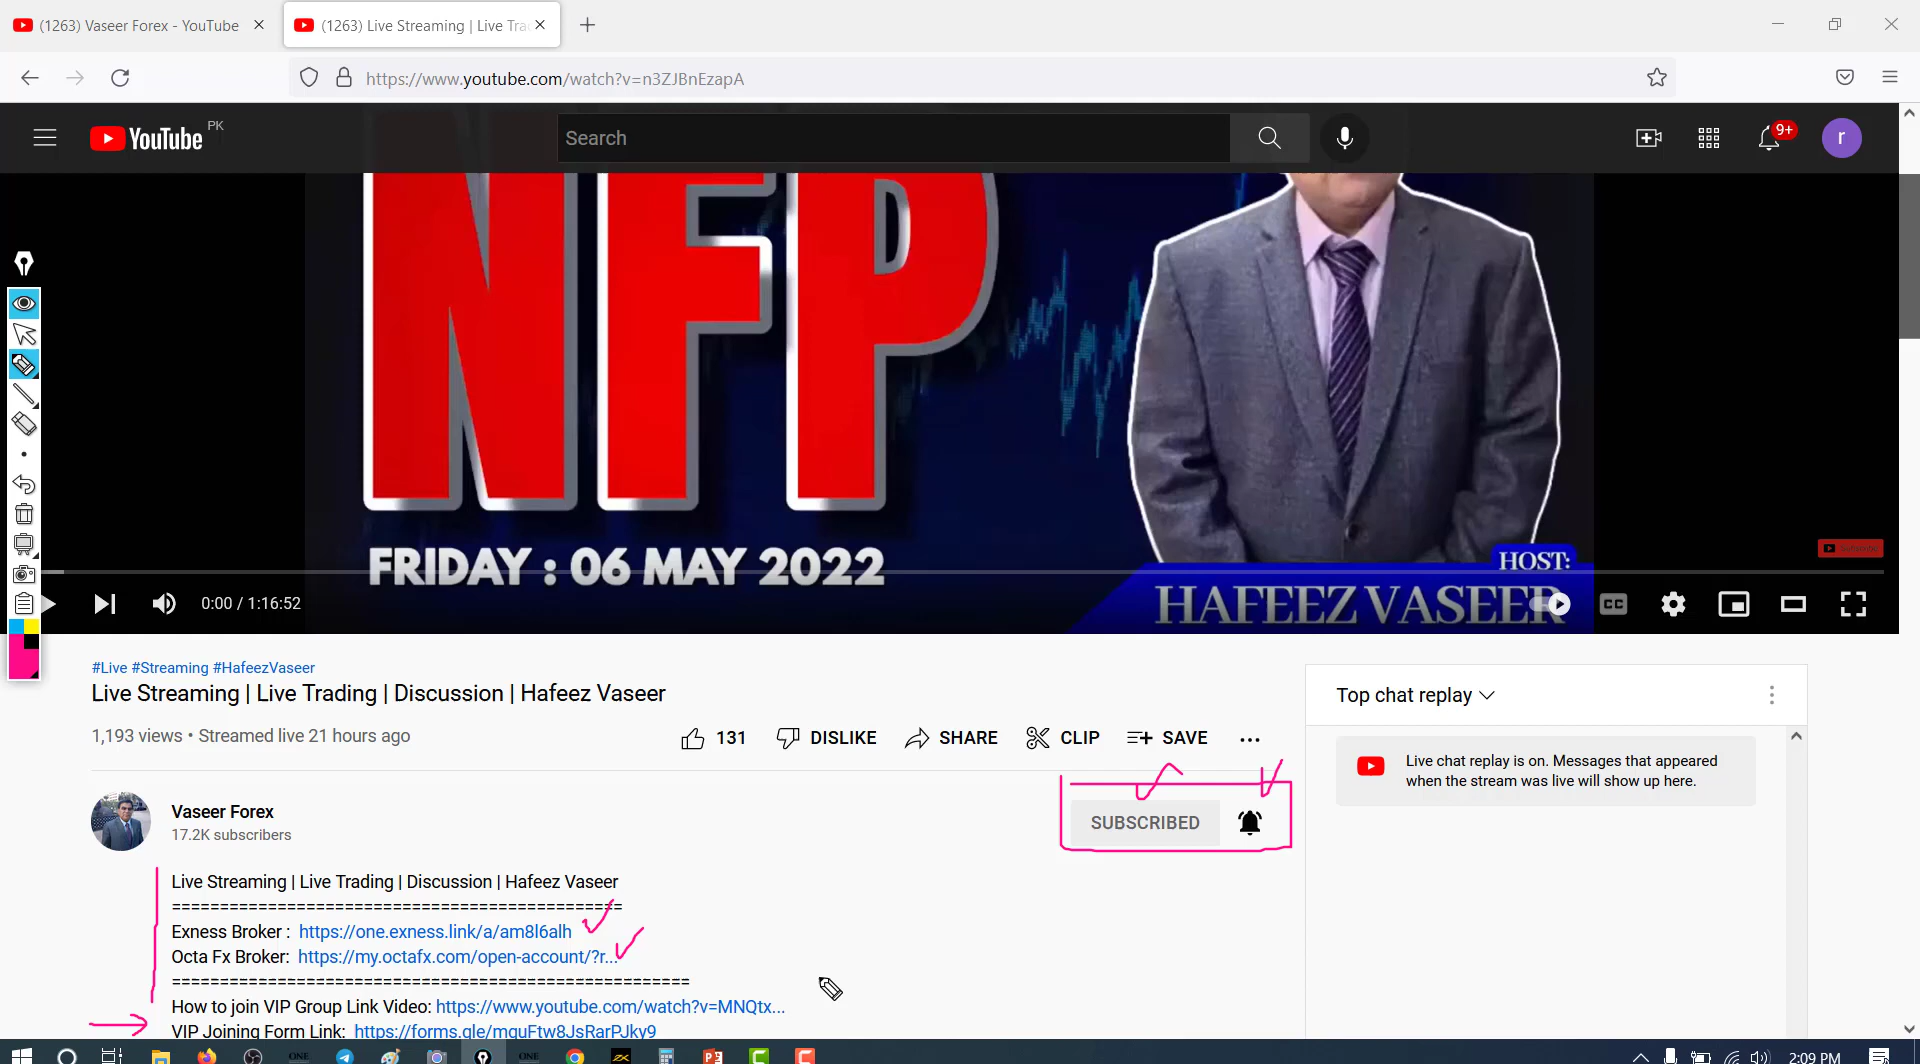 (1263) Vaseer Forex - YouTube
(1263) Live Streaming | Live Tra
https://www.youtube.com/watch?v=n3ZJBnEzapA
YouTube PK
Search
9+
r
NFP
FRIDAY : 06 MAY 2022
HOST:
HAFEEZ VASEER
0:00 / 1:16:52
CC
#Live #Streaming #HafeezVaseer
Live Streaming | Live Trading | Discussion | Hafeez Vaseer
1,193 views • Streamed live 21 hours ago
131 DISLIKE SHARE CLIP SAVE ...
Vaseer Forex
17.2K subscribers
SUBSCRIBED
Live Streaming | Live Trading | Discussion | Hafeez Vaseer
===============================================
Exness Broker : https://one.exness.link/a/am8l6alh
Octa Fx Broker: https://my.octafx.com/open-account/?r...
======================================================
How to join VIP Group Link Video: https://www.youtube.com/watch?v=MNQtx...
VIP Joining Form Link: https://forms.gle/mguFtw8JsRarPJky9
Top chat replay
Live chat replay is on. Messages that appeared
when the stream was live will show up here.
ONE
ONE
2:09 PM